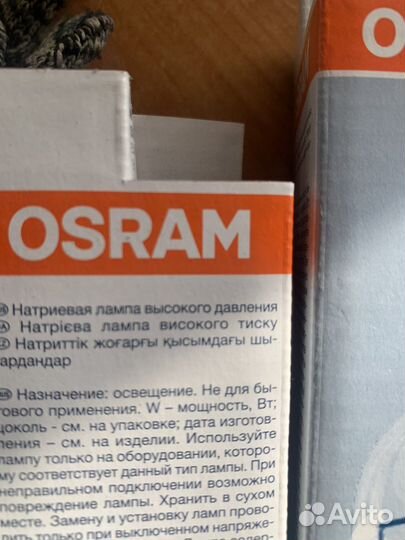 OSRAM
O
Натриевая лампа высокого давления
Натрієва лампа високого тиску
Натриттік жоғарғы қысымдағы шы-
ардандар
Назначение: освещение. Не для бы-
тового применения. W – мощность, Вт;
цоколь - см. на упаковке; дата изготов-
ления – см. на изделии. Используйте
лампу только на оборудовании, которо-
му соответствует данный тип лампы. При
неправильном подключении возможно
повреждение лампы. Хранить в сухом
месте. Замену и установку ламп прово-
дить только при выключенном напряже-
Avito